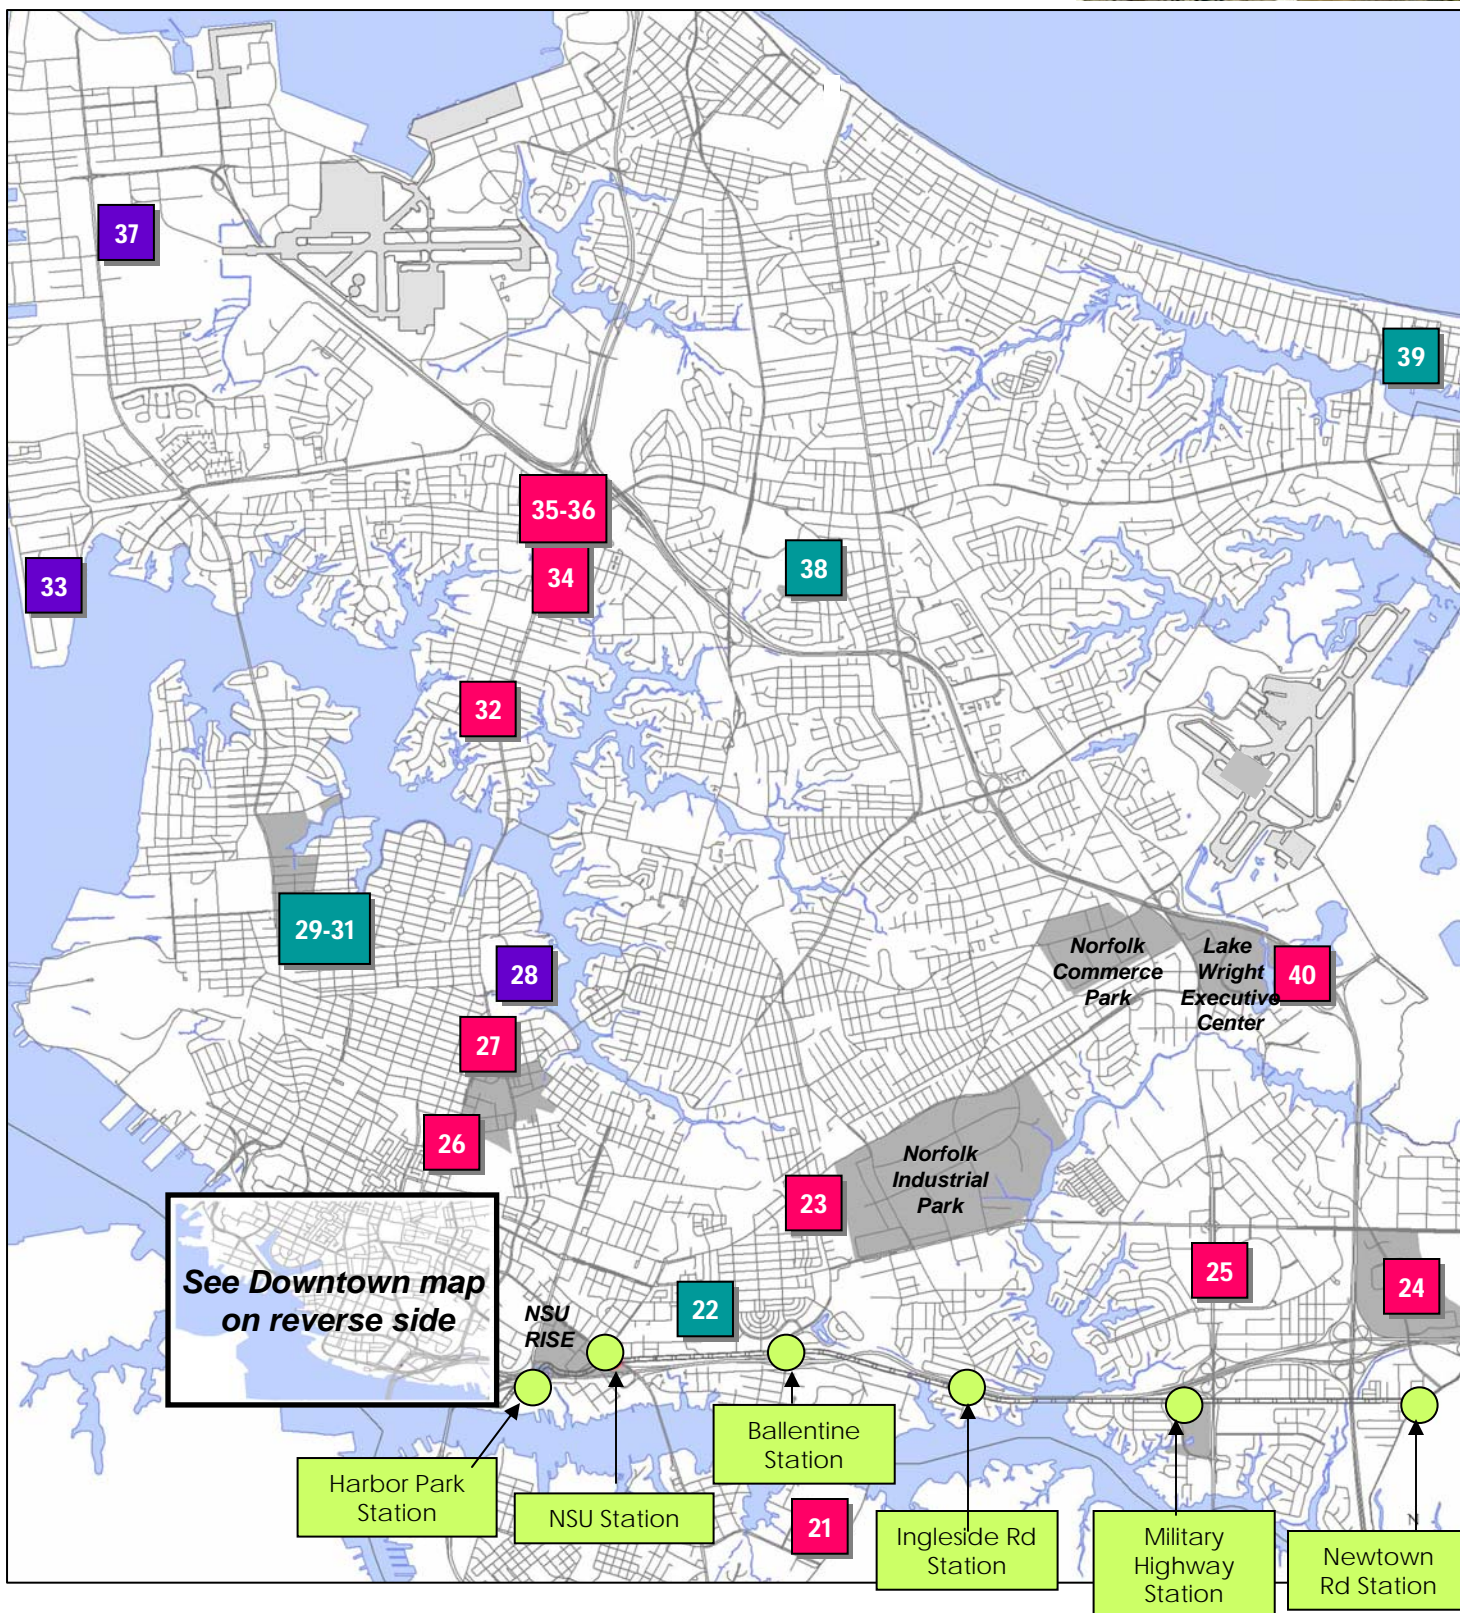 37
39
35-36
34
38
33
32
29-31
28
Norfolk
Commerce
Park
Lake
Wright
Executive
Center
40
27
26
Norfolk
Industrial
Park
23
25
24
22
See Downtown map
on reverse side
NSU
RISE
Harbor Park
Station
NSU Station
Ballentine
Station
21
Ingleside Rd
Station
Military
Highway
Station
N
Newtown
Rd Station